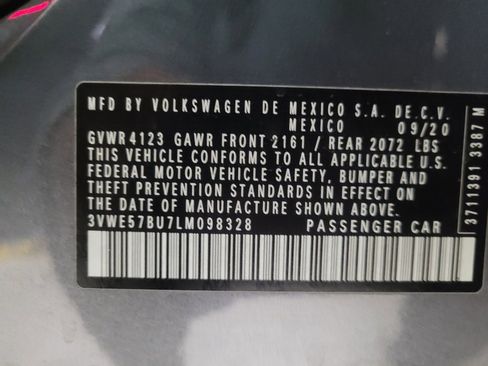 MFD BY VOLKSWAGEN DE MEXICO S.A. DE C.V.
MEXICO 09/20
GVWR 4123 GAWR FRONT 2161 / REAR 2072 LBS
THIS VEHICLE CONFORMS TO ALL APPLICABLE U.S.
FEDERAL MOTOR VEHICLE SAFETY, BUMPER AND
THEFT PREVENTION STANDARDS IN EFFECT ON
THE DATE OF MANUFACTURE SHOWN ABOVE
3VWE57BU7LM098328 PASSENGER CAR
3711391 3387 M